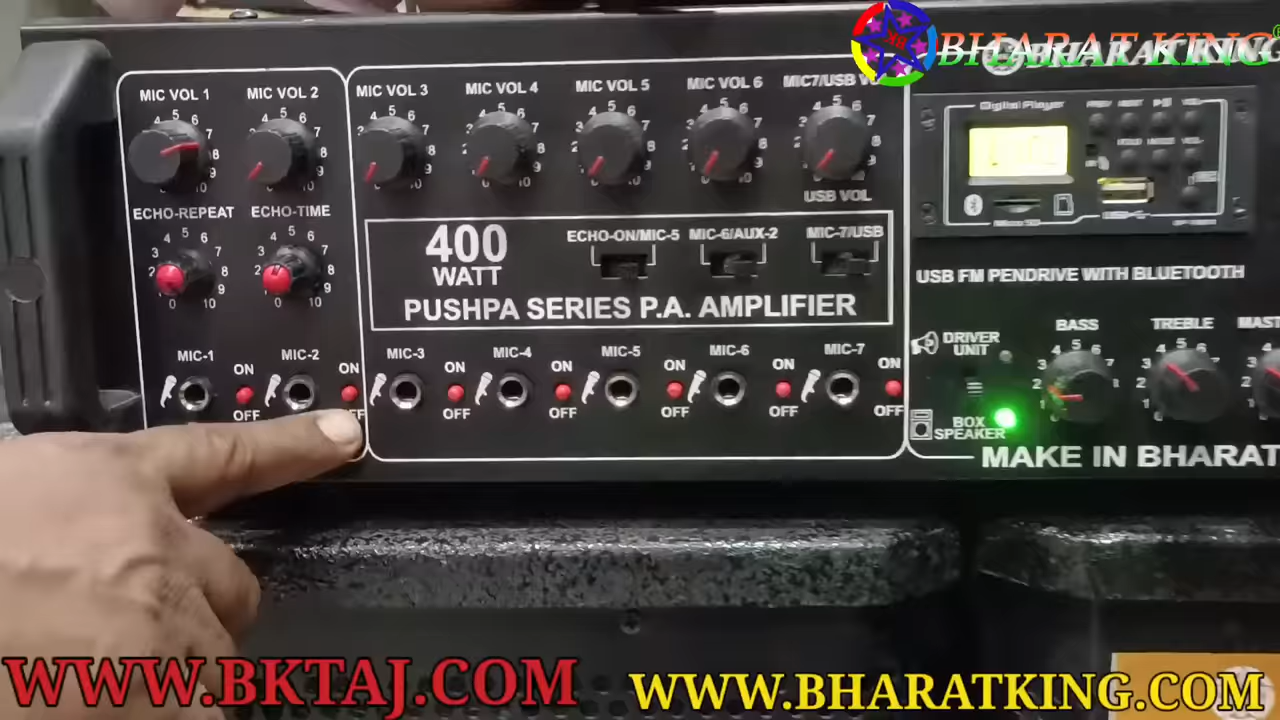 BHARAT KING
BHARAT KING
MIC VOL 1
MIC VOL 2
MIC VOL 3
MIC VOL 4
MIC VOL 5
MIC VOL 6
MIC7/USB
USB VOL
Digital Player
ECHO-REPEAT
ECHO-TIME
400
WATT
ECHO-ON/MIC-5
MIC-6/AUX-2
MIC-7/USB
PUSHPA SERIES P.A. AMPLIFIER
USB FM PENDRIVE WITH BLUETOOTH
MIC-1
ON
OFF
MIC-2
ON
MIC-3
ON
OFF
MIC-4
ON
OFF
MIC-5
ON
OFF
MIC-6
ON
OFF
MIC-7
ON
OFF
DRIVER
UNIT
BOX
SPEAKER
BASS
TREBLE
MAKE IN BHARAT
WWW.BKTAJ.COM
WWW.BHARATKING.COM